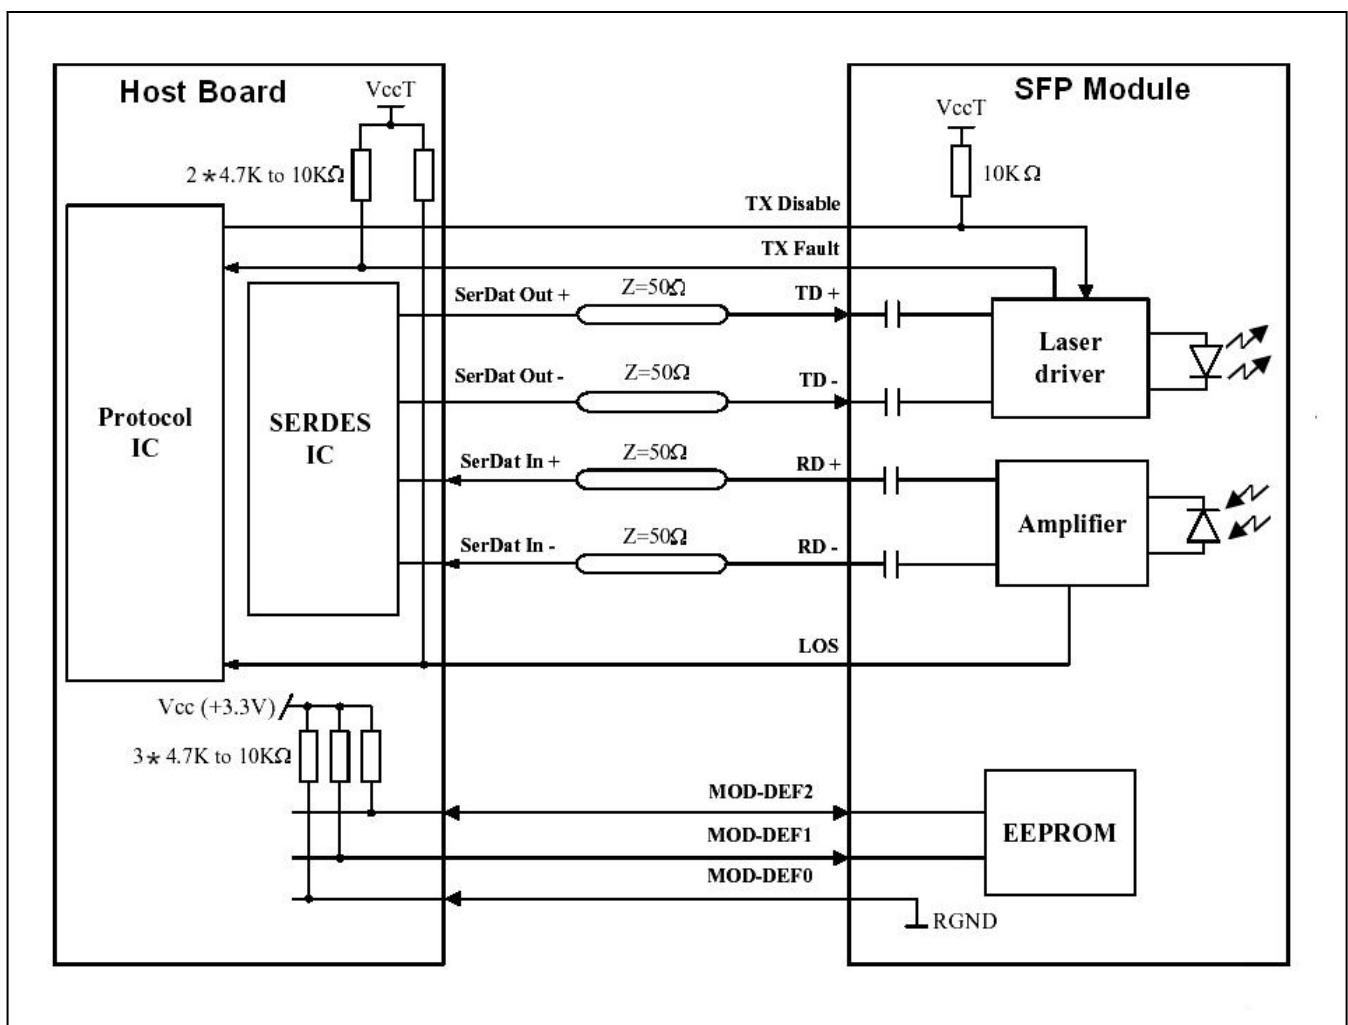 Host Board
SFP Module
VccT
VccT
2*4.7K to 10KΩ
10KΩ
TX Disable
TX Fault
SerDat Out +
Z=50Ω
TD +
Laser
driver
SerDat Out -
Z=50Ω
TD -
Protocol
IC
SERDES
IC
SerDat In +
Z=50Ω
RD +
Amplifier
SerDat In -
Z=50Ω
RD -
LOS
Vcc (+3.3V)
3* 4.7K to 10KΩ
MOD-DEF2
MOD-DEF1
EEPROM
MOD-DEF0
RGND